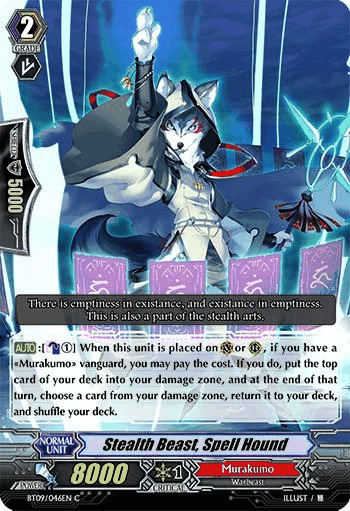 2
GRADE
SHIELD
5000
There is emptiness in existance, and existance in emptiness.
This is also a part of the stealth arts.
AUTO :[ ①] When this unit is placed on or , if you have a
«Murakumo» vanguard, you may pay the cost. If you do, put the top
card of your deck into your damage zone, and at the end of that
turn, choose a card from your damage zone, return it to your deck,
and shuffle your deck.
NORMAL
UNIT
Stealth Beast, Spell Hound
POWER
8000
1
CRITICAL
Murakumo
Warbeast
BT09/046EN C
ILLUST /